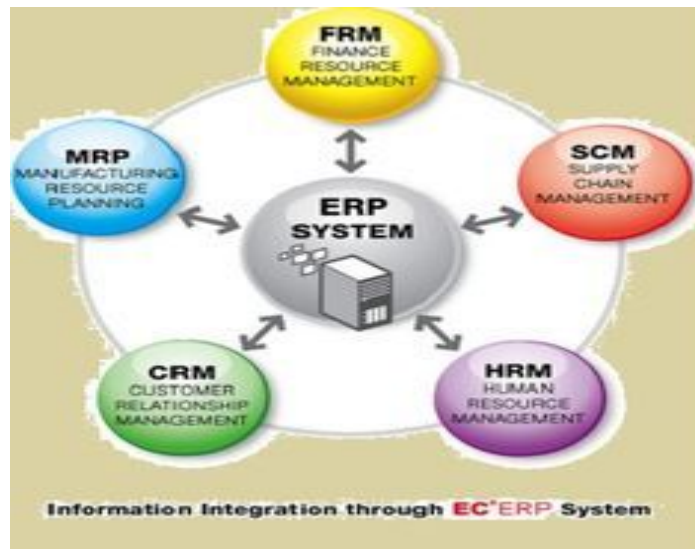 FRM
FINANCE
RESOURCE
MANAGEMENT
MRP
MANUFACTURING
RESOURCE
PLANNING
SCM
SUPPLY
CHAIN
MANAGEMENT
ERP
SYSTEM
CRM
CUSTOMER
RELATIONSHIP
MANAGEMENT
HRM
HUMAN
RESOURCE
MANAGEMENT
Information Integration through EC*ERP System